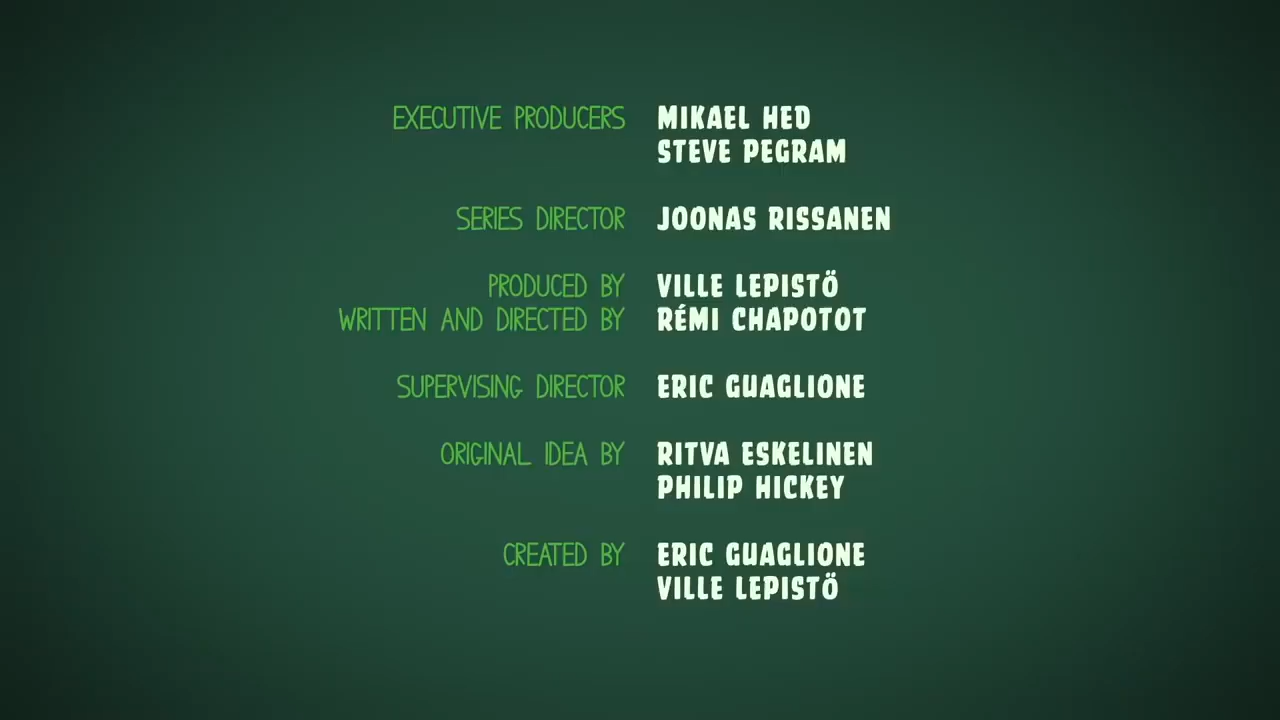 EXECUTIVE PRODUCERS MIKAEL HED
STEVE PEGRAM
SERIES DIRECTOR JOONAS RISSANEN
PRODUCED BY VILLE LEPISTÖ
WRITTEN AND DIRECTED BY RÉMI CHAPOTOT
SUPERVISING DIRECTOR ERIC GUAGLIONE
ORIGINAL IDEA BY RITVA ESKELINEN
PHILIP HICKEY
CREATED BY ERIC GUAGLIONE
VILLE LEPISTÖ